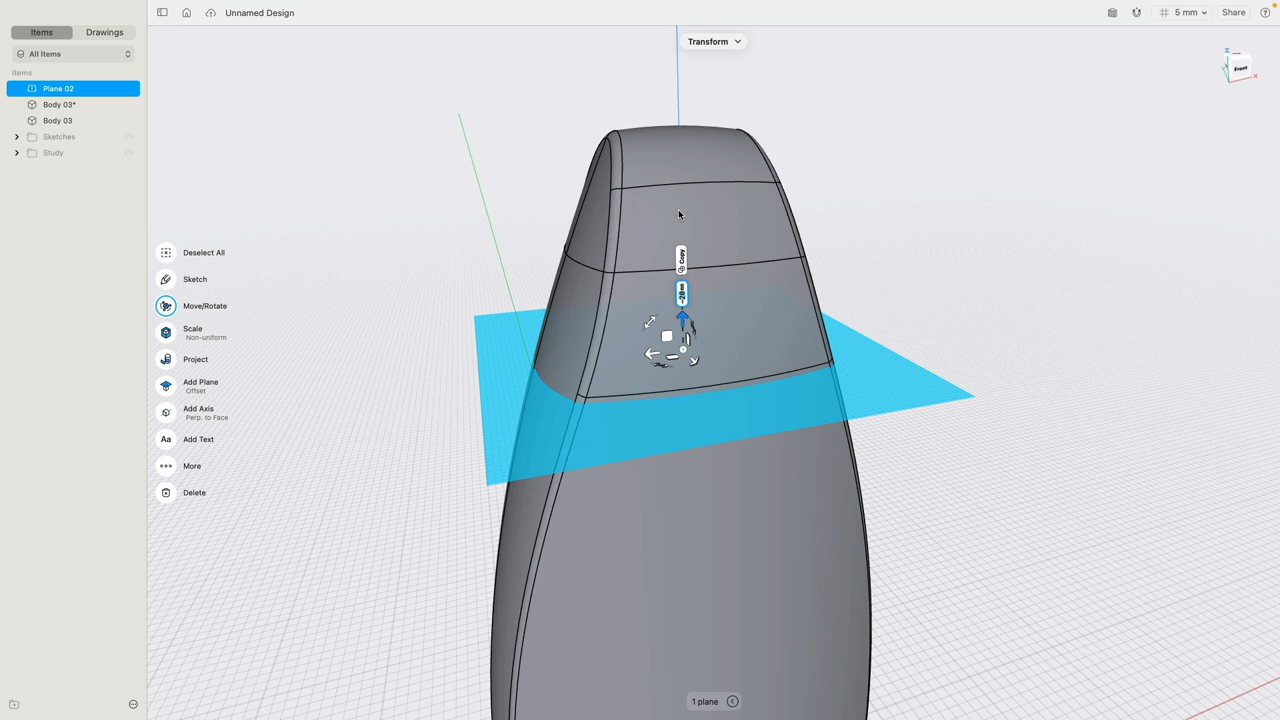 Unnamed Design
5 mm
Share
Items
Drawings
All Items
Items
Plane 02
Body 03*
Body 03
Sketches
Study
Transform
Front
X
Copy
Deselect All
Sketch
Move/Rotate
Scale
Non-uniform
Project
Add Plane
Offset
Add Axis
Perp. to Face
Aa Add Text
More
Delete
1 plane